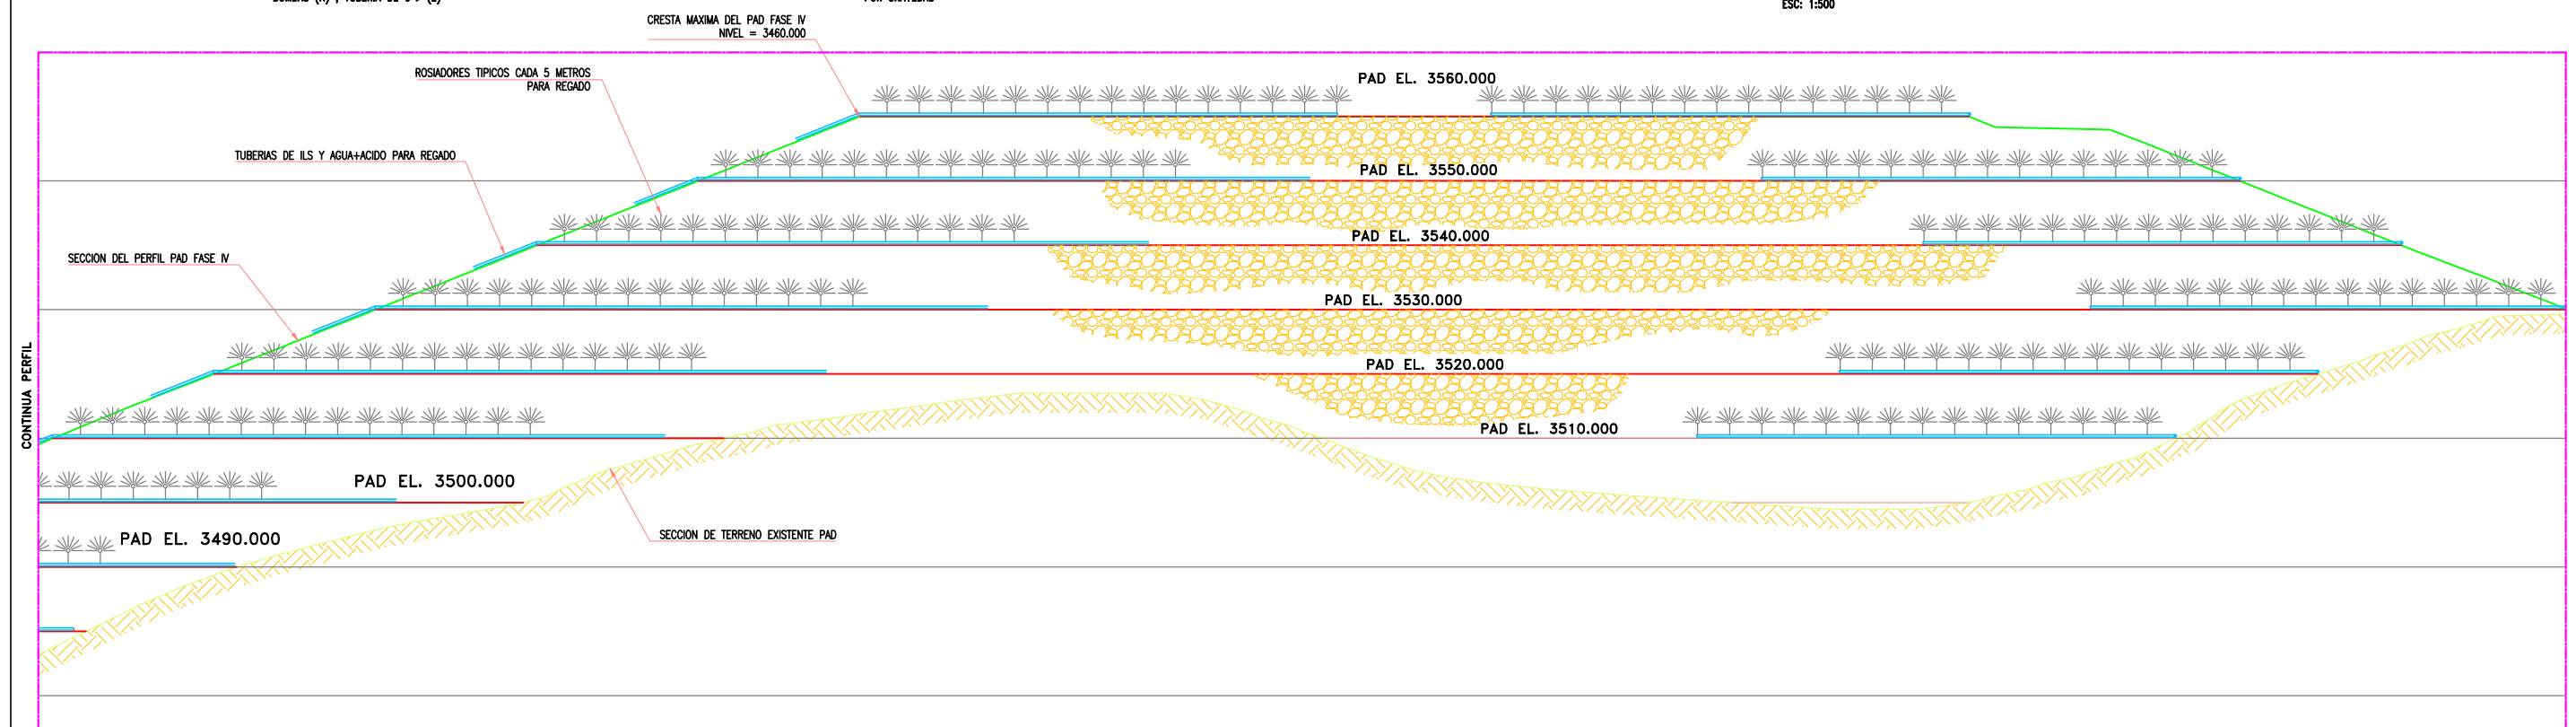 ESC: 1:500
CRESTA MAXIMA DEL PAD FASE IV
NIVEL = 3460.000
ROSIADORES TIPICOS CADA 5 METROS
PARA REGADO
PAD EL. 3560.000
TUBERIAS DE ILS Y AGUA+ACIDO PARA REGADO
PAD EL. 3550.000
PAD EL. 3540.000
SECCION DEL PERFIL PAD FASE IV
PAD EL. 3530.000
CONTINUA PERFIL
PAD EL. 3520.000
PAD EL. 3510.000
PAD EL. 3500.000
SECCION DE TERRENO EXISTENTE PAD
PAD EL. 3490.000